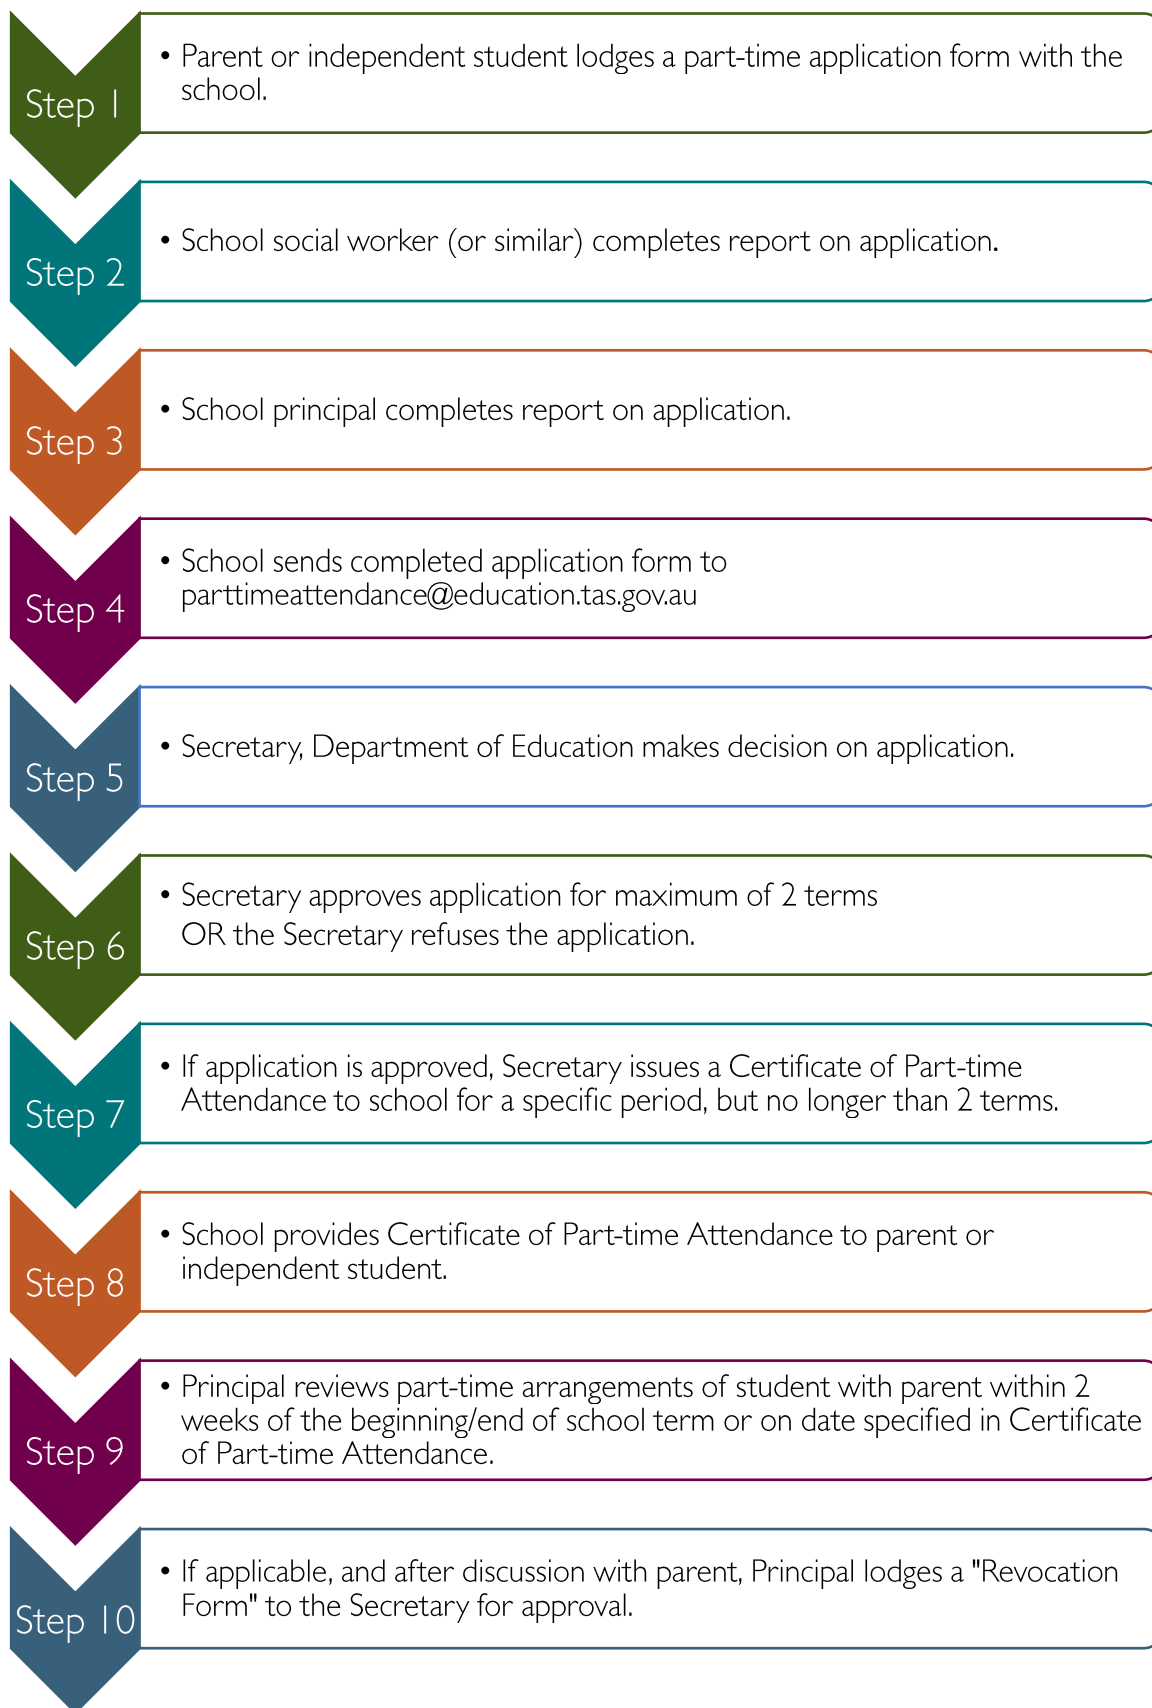 Step 1
• Parent or independent student lodges a part-time application form with the
school.
Step 2
• School social worker (or similar) completes report on application.
Step 3
• School principal completes report on application.
Step 4
• School sends completed application form to
parttimeattendance@education.tas.gov.au
Step 5
• Secretary, Department of Education makes decision on application.
Step 6
• Secretary approves application for maximum of 2 terms
OR the Secretary refuses the application.
Step 7
• If application is approved, Secretary issues a Certificate of Part-time
Attendance to school for a specific period, but no longer than 2 terms.
Step 8
• School provides Certificate of Part-time Attendance to parent or
independent student.
Step 9
• Principal reviews part-time arrangements of student with parent within 2
weeks of the beginning/end of school term or on date specified in Certificate
of Part-time Attendance.
Step 10
• If applicable, and after discussion with parent, Principal lodges a "Revocation
Form" to the Secretary for approval.